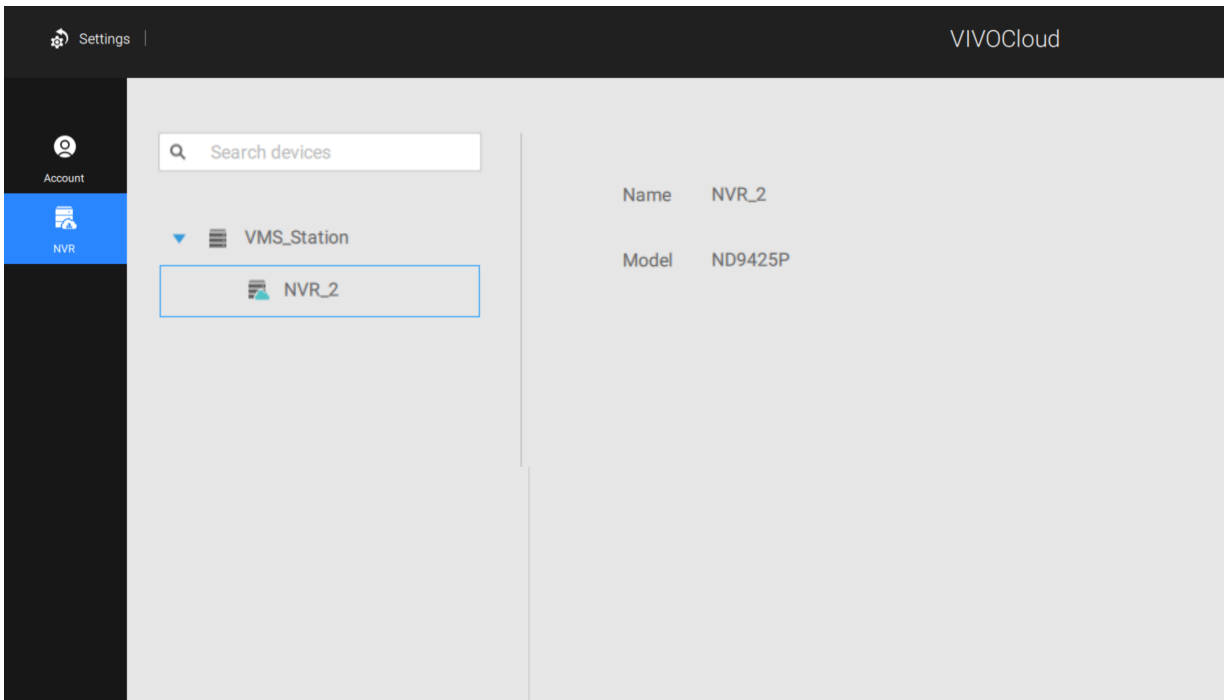 Settings
VIVOCloud
Account
NVR
Search devices
VMS_Station
NVR_2
Name NVR_2
Model ND9425P